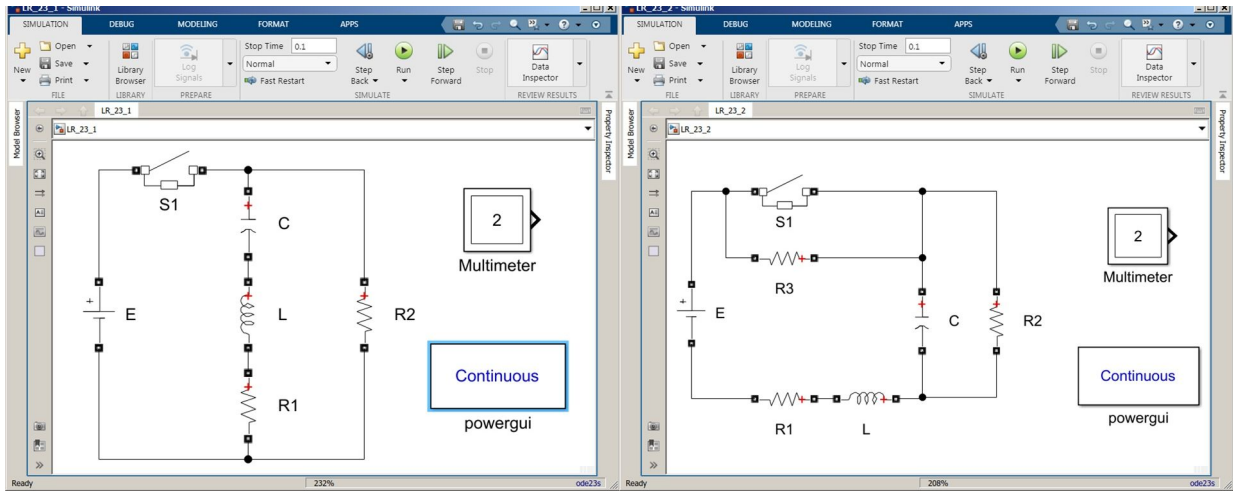 LR_23_1 - Simulink
SIMULATION DEBUG MODELING FORMAT APPS
New
Open
Save
Print
FILE
Library Browser
LIBRARY
Log Signals
PREPARE
Stop Time 0.1
Normal
Fast Restart
Step Back
Run
Step Forward
Stop
SIMULATE
Data Inspector
REVIEW RESULTS
Model Browser
LR_23_1
LR_23_1
Property Inspector
S1
C
E
L
R2
R1
2
Multimeter
Continuous
powergui
Ready 232% ode23s
LR_23_2 - Simulink
SIMULATION DEBUG MODELING FORMAT APPS
New
Open
Save
Print
FILE
Library Browser
LIBRARY
Log Signals
PREPARE
Stop Time 0.1
Normal
Fast Restart
Step Back
Run
Step Forward
Stop
SIMULATE
Data Inspector
REVIEW RESULTS
Model Browser
LR_23_2
LR_23_2
Property Inspector
S1
R3
E
C
R2
R1
L
2
Multimeter
Continuous
powergui
Ready 208% ode23s